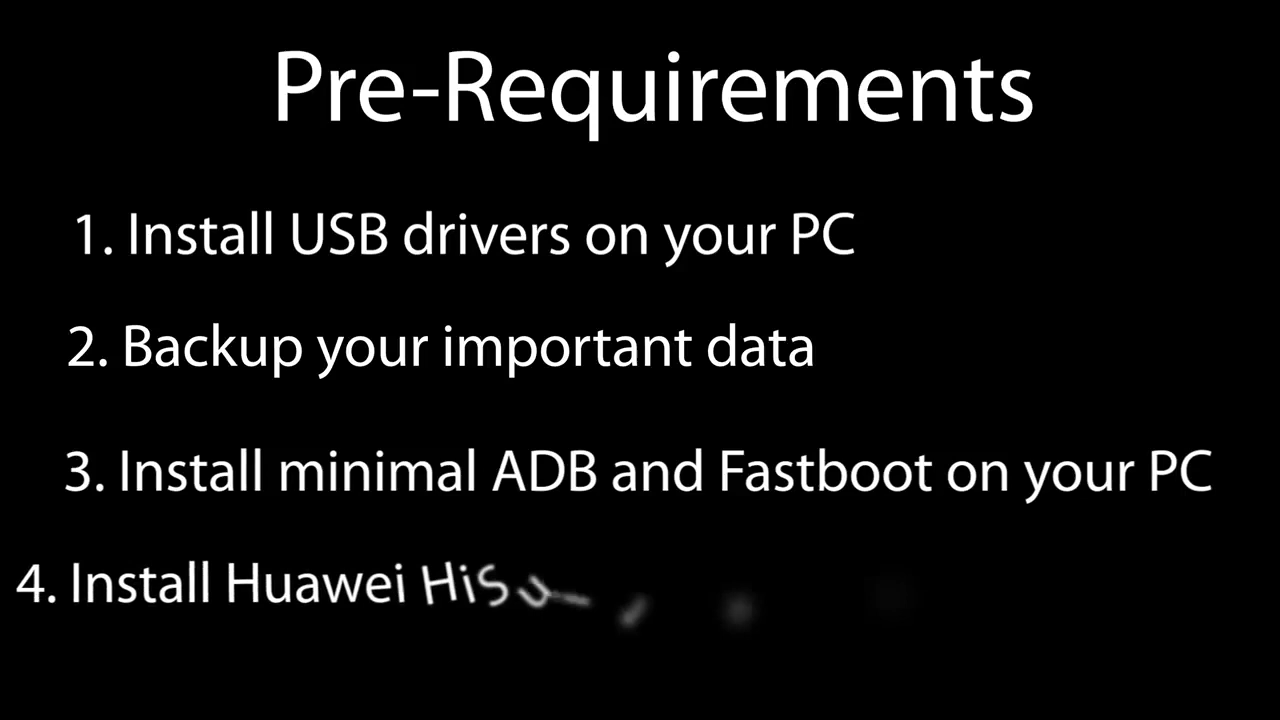 Pre-Requirements
1. Install USB drivers on your PC
2. Backup your important data
3. Install minimal ADB and Fastboot on your PC
4. Install Huawei